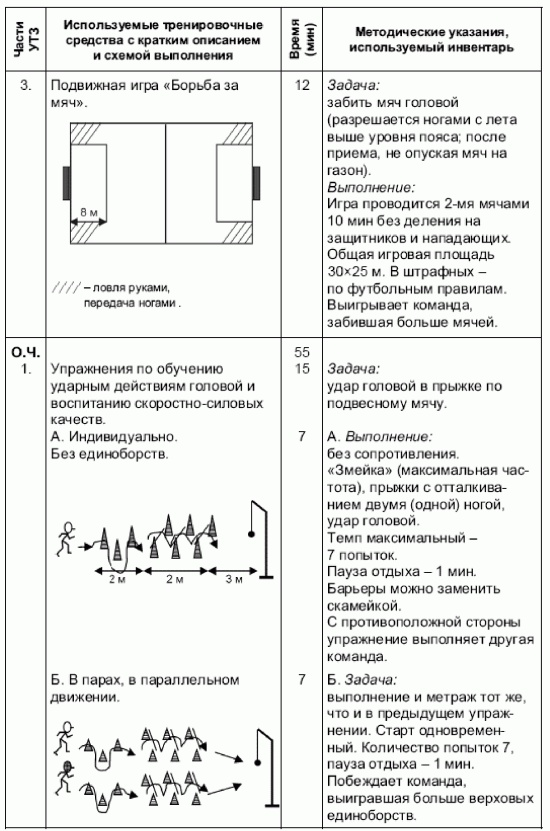 Части УТЗ
Используемые тренировочные средства с кратким описанием и схемой выполнения
Время (мин)
Методические указания, используемый инвентарь
3.
Подвижная игра «Борьба за
мяч».
8 м
//// – ловля руками,
передача ногами .
12
Задача:
забить мяч головой
(разрешается ногами с лета
выше уровня пояса; после
приема, не опуская мяч на
газон).
Выполнение:
Игра проводится 2-мя мячами
10 мин без деления на
защитников и нападающих.
Общая игровая площадь
30×25 м. В штрафных –
по футбольным правилам.
Выигрывает команда,
забившая больше мячей.
О.Ч.
55
1.
Упражнения по обучению
ударным действиям головой и
воспитанию скоростно-силовых
качеств.
15
Задача:
удар головой в прыжке по
подвесному мячу.
А. Индивидуально.
Без единоборств.
2 м
2 м
3 м
7
А. Выполнение:
без сопротивления.
«Змейка» (максимальная час-
тота), прыжки с отталкива-
нием двумя (одной) ногой,
удар головой.
Темп максимальный –
7 попыток.
Пауза отдыха – 1 мин.
Барьеры можно заменить
скамейкой.
С противоположной стороны
упражнение выполняет другая
команда.
Б. В парах, в параллельном
движении.
7
Б. Задача:
выполнение и метраж тот же,
что и в предыдущем упраж-
нении. Старт одновремен-
ный. Количество попыток 7,
пауза отдыха – 1 мин.
Побеждает команда,
выигравшая больше верховых
единоборств.